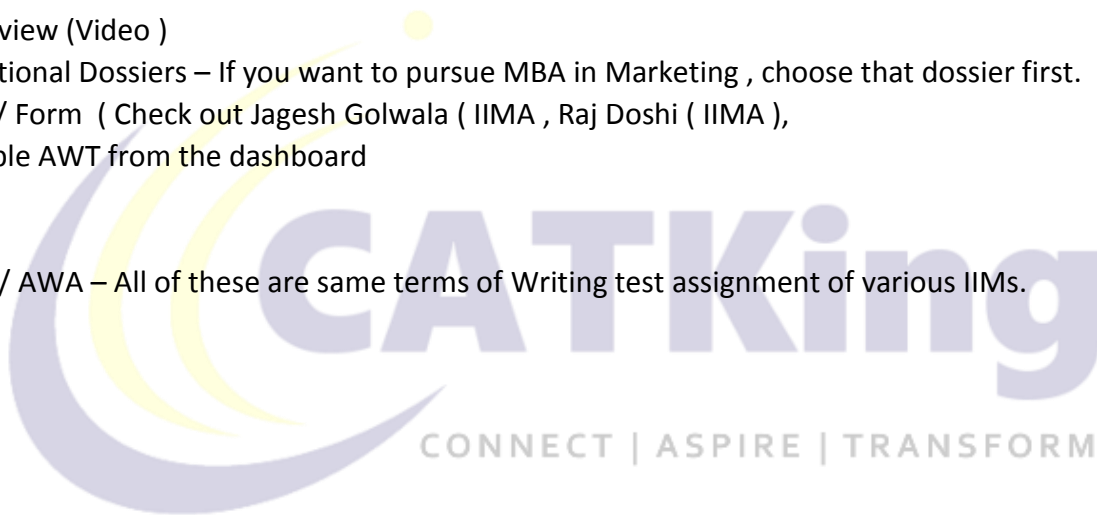 view (Video )
tional Dossiers – If you want to pursue MBA in Marketing , choose that dossier first.
/ Form ( Check out Jagesh Golwala ( IIMA , Raj Doshi ( IIMA ),
ple AWT from the dashboard
/ AWA – All of these are same terms of Writing test assignment of various IIMs.
CATKing
CONNECT | ASPIRE | TRANSFORM